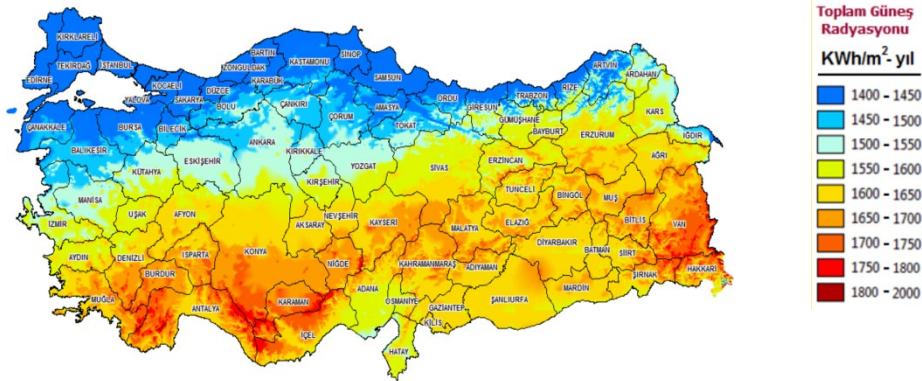 KIRKLARELİ
EDİRNE
TEKİRDAĞ
İSTANBUL
KOCAELİ
YALOVA
SAKARYA
DÜZCE
BOLU
ZONGULDAK
BARTIN
KARABÜK
KASTAMONU
SİNOP
SAMSUN
ÇANAKKALE
BALIKESİR
BURSA
BİLECİK
ÇANKIRI
ÇORUM
AMASYA
TOKAT
ORDU
GİRESUN
TRABZON
RİZE
ARTVİN
ARDAHAN
KARS
IĞDIR
GÜMÜŞHANE
BAYBURT
ERZURUM
AĞRI
ANKARA
KIRIKKALE
ESKİŞEHİR
KÜTAHYA
YOZGAT
SİVAS
ERZİNCAN
TUNCELİ
BİNGÖL
MUŞ
BİTLİS
VAN
MANİSA
İZMİR
UŞAK
AFYON
KIRŞEHİR
NEVŞEHİR
AKSARAY
KAYSERİ
MALATYA
ELAZIĞ
DİYARBAKIR
BATMAN
SİİRT
ŞIRNAK
HAKKARİ
AYDIN
DENİZLİ
ISPARTA
BURDUR
KONYA
NİĞDE
KAHRAMANMARAŞ
ADIYAMAN
MARDİN
ŞANLIURFA
GAZİANTEP
KİLİS
OSMANİYE
ADANA
HATAY
MUĞLA
ANTALYA
KARAMAN
İÇEL
Toplam Güneş
Radyasyonu
KWh/m²- yıl
1400 - 1450
1450 - 1500
1500 - 1550
1550 - 1600
1600 - 1650
1650 - 1700
1700 - 1750
1750 - 1800
1800 - 2000